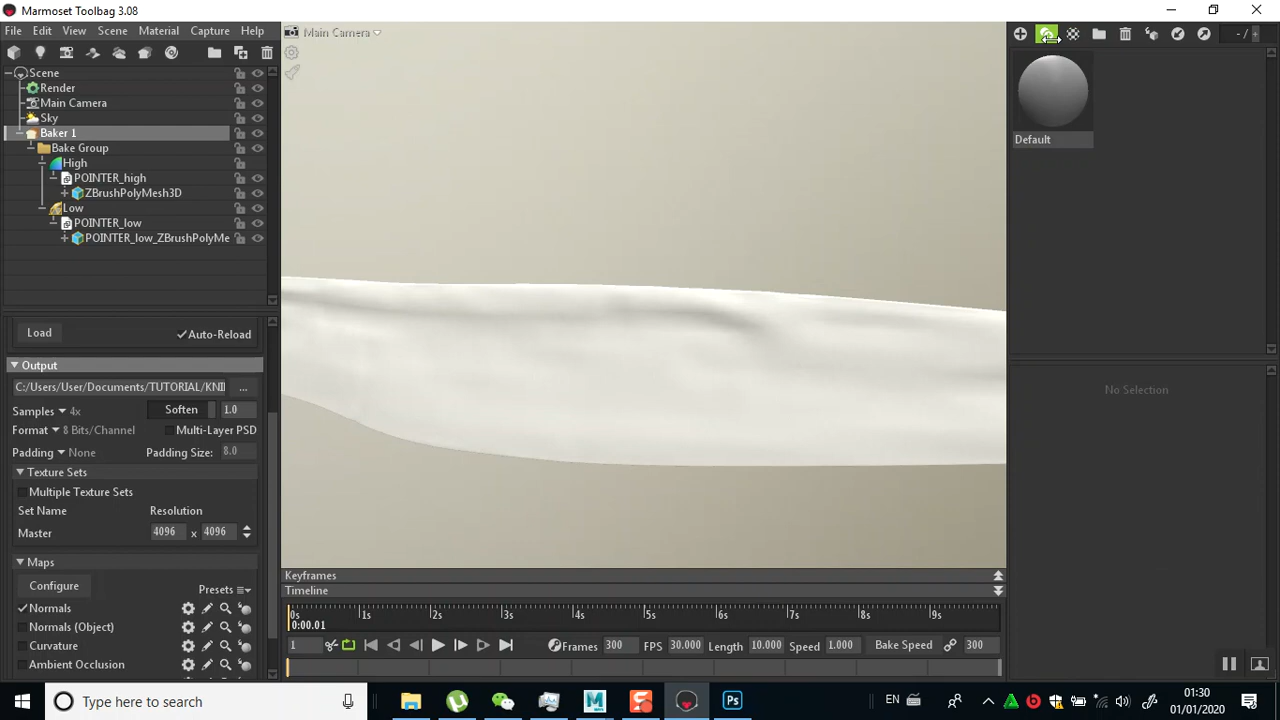 Marmoset Toolbag 3.08
File Edit View Scene Material Capture Help
Main Camera
- / +
Scene
Render
Main Camera
Sky
Baker 1
Bake Group
High
POINTER_high
ZBrushPolyMesh3D
Low
POINTER_low
POINTER_low_ZBrushPolyMe
Default
Load
Auto-Reload
Output
C:/Users/User/Documents/TUTORIAL/KNI
...
Samples 4x Soften 1.0
Format 8 Bits/Channel Multi-Layer PSD
Padding None Padding Size: 8.0
Texture Sets
Multiple Texture Sets
Set Name Resolution
Master 4096 x 4096
Maps
Configure Presets
Normals
Normals (Object)
Curvature
Ambient Occlusion
No Selection
Keyframes
Timeline
0s 1s 2s 3s 4s 5s 6s 7s 8s 9s
0:00.01
1 Frames 300 FPS 30.000 Length 10.000 Speed 1.000 Bake Speed 300
Type here to search
Ps
EN
01:30
01/01/2020